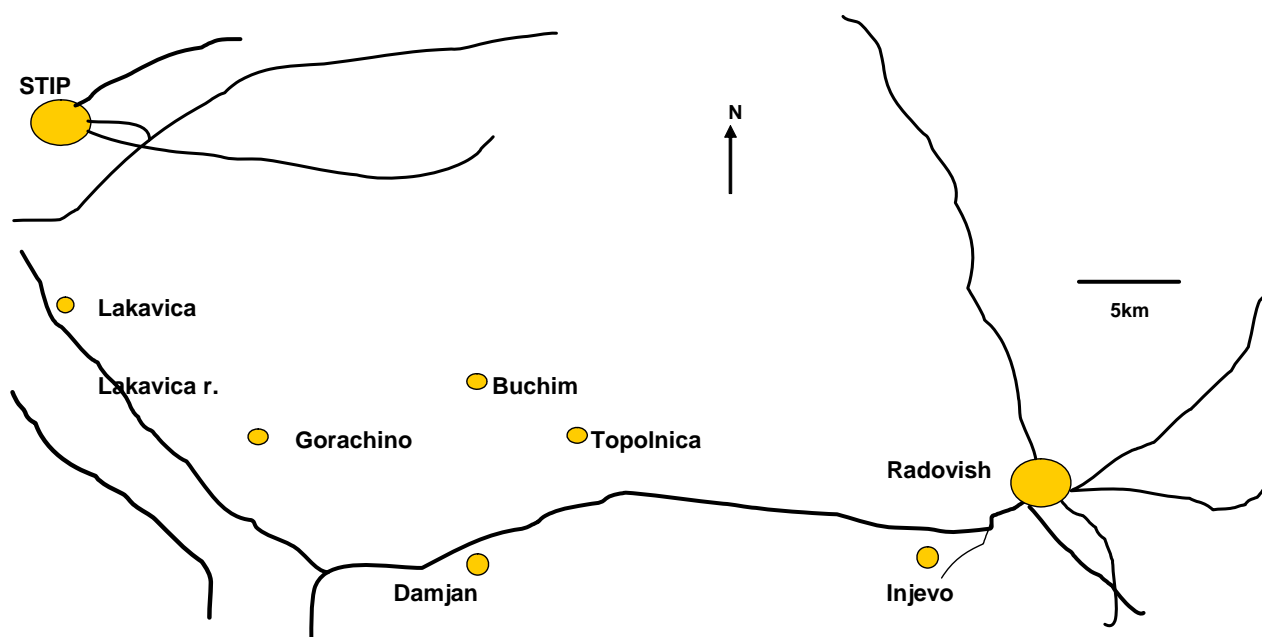 STIP
N
Lakavica
5km
Lakavica r.
Buchim
Gorachino
Topolnica
Radovish
Damjan
Injevo